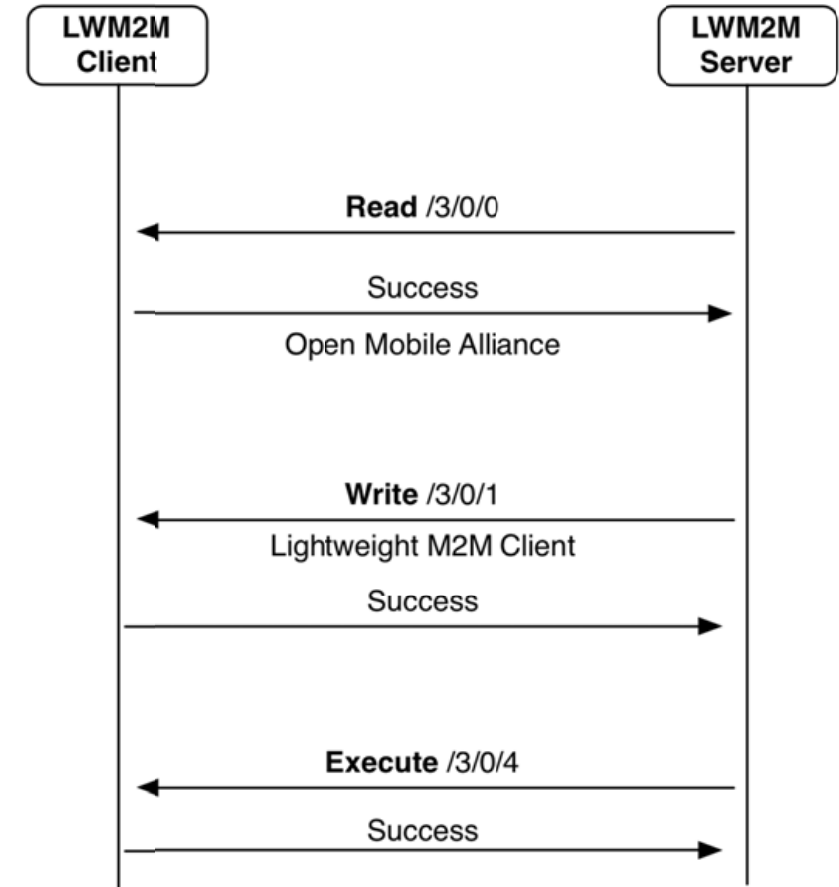 LWM2M
Client
LWM2M
Server
Read /3/0/0
Success
Open Mobile Alliance
Write /3/0/1
Lightweight M2M Client
Success
Execute /3/0/4
Success